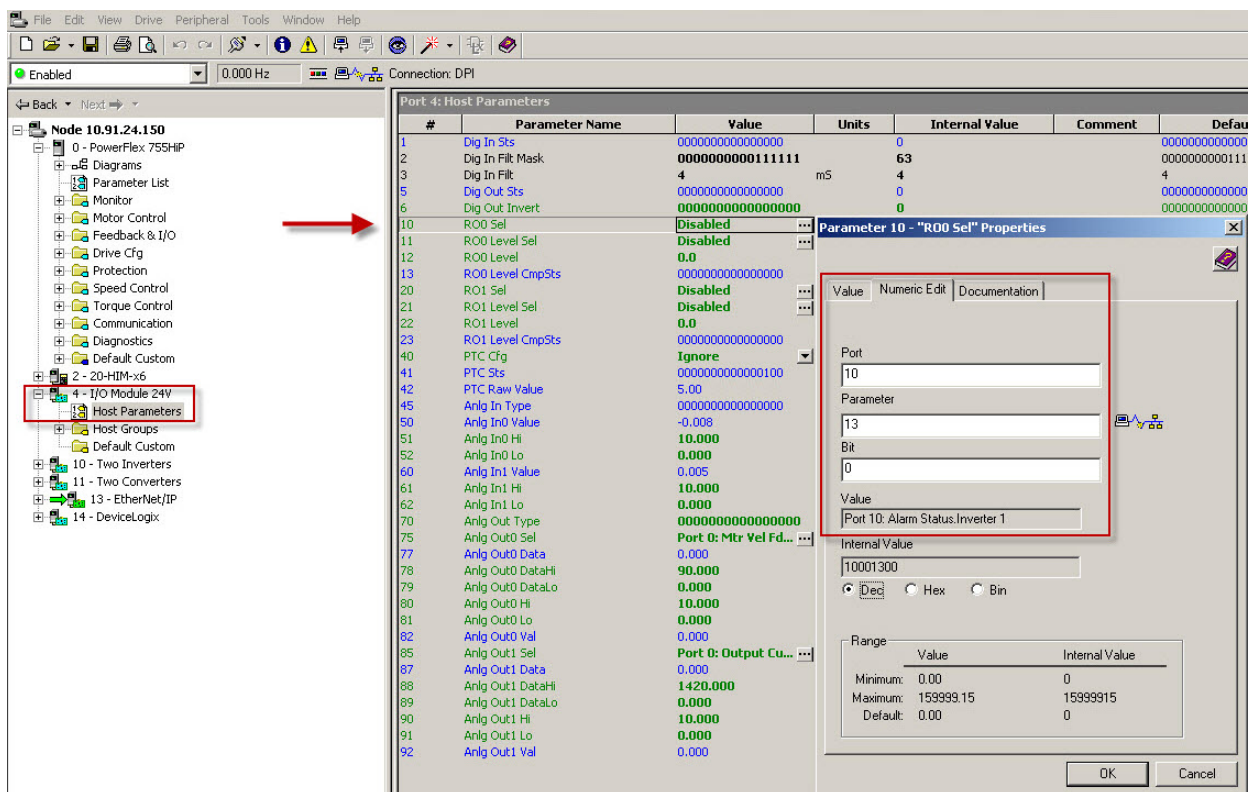 File Edit View Drive Peripheral Tools Window Help
Enabled 0.000 Hz Connection: DPI
Back Next
Node 10.91.24.150
0 - PowerFlex 755HiP
Diagrams
Parameter List
Monitor
Motor Control
Feedback & I/O
Drive Cfg
Protection
Speed Control
Torque Control
Communication
Diagnostics
Default Custom
2 - 20-HIM-x6
4 - I/O Module 24V
Host Parameters
Host Groups
Default Custom
10 - Two Inverters
11 - Two Converters
13 - EtherNet/IP
14 - DeviceLogix
Port 4: Host Parameters
# Parameter Name Value Units Internal Value Comment Defau
1 Dig In Sts 0000000000000000 0 0000000000000
2 Dig In Filt Mask 0000000000111111 63 0000000000111
3 Dig In Filt 4 mS 4 4
5 Dig Out Sts 0000000000000000 0 0000000000000
6 Dig Out Invert 0000000000000000 0 0000000000000
10 RO0 Sel Disabled ...
11 RO0 Level Sel Disabled ...
12 RO0 Level 0.0
13 RO0 Level CmpSts 0000000000000000
20 RO1 Sel Disabled ...
21 RO1 Level Sel Disabled ...
22 RO1 Level 0.0
23 RO1 Level CmpSts 0000000000000000
40 PTC Cfg Ignore
41 PTC Sts 0000000000000100
42 PTC Raw Value 5.00
45 Anlg In Type 0000000000000000
50 Anlg In0 Value -0.008
51 Anlg In0 Hi 10.000
52 Anlg In0 Lo 0.000
60 Anlg In1 Value 0.005
61 Anlg In1 Hi 10.000
62 Anlg In1 Lo 0.000
70 Anlg Out Type 0000000000000000
75 Anlg Out0 Sel Port 0: Mtr Vel Fd... ...
77 Anlg Out0 Data 0.000
78 Anlg Out0 DataHi 90.000
79 Anlg Out0 DataLo 0.000
80 Anlg Out0 Hi 10.000
81 Anlg Out0 Lo 0.000
82 Anlg Out0 Val 0.000
85 Anlg Out1 Sel Port 0: Output Cu... ...
87 Anlg Out1 Data 0.000
88 Anlg Out1 DataHi 1420.000
89 Anlg Out1 DataLo 0.000
90 Anlg Out1 Hi 10.000
91 Anlg Out1 Lo 0.000
92 Anlg Out1 Val 0.000
Parameter 10 - "RO0 Sel" Properties
Value Numeric Edit Documentation
Port
10
Parameter
13
Bit
0
Value
Port 10: Alarm Status.Inverter 1
Internal Value
10001300
Dec Hex Bin
Range
Value Internal Value
Minimum: 0.00 0
Maximum: 159999.15 15999915
Default: 0.00 0
OK Cancel